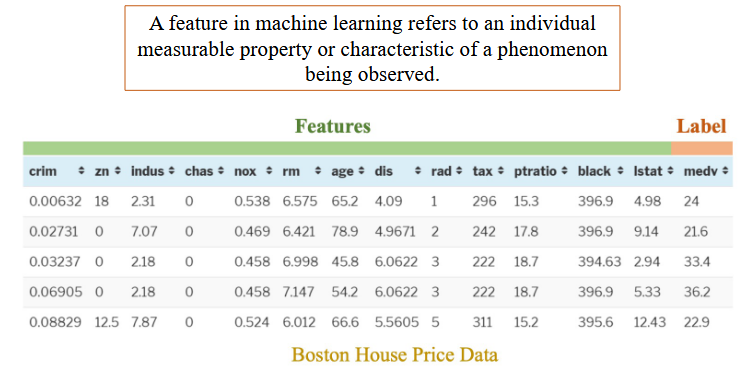 A feature in machine learning refers to an individual
measurable property or characteristic of a phenomenon
being observed.
Features Label
crim zn indus chas nox rm age dis rad tax ptratio black lstat medv
0.00632 18 2.31 0 0.538 6.575 65.2 4.09 1 296 15.3 396.9 4.98 24
0.02731 0 7.07 0 0.469 6.421 78.9 4.9671 2 242 17.8 396.9 9.14 21.6
0.03237 0 2.18 0 0.458 6.998 45.8 6.0622 3 222 18.7 394.63 2.94 33.4
0.06905 0 2.18 0 0.458 7.147 54.2 6.0622 3 222 18.7 396.9 5.33 36.2
0.08829 12.5 7.87 0 0.524 6.012 66.6 5.5605 5 311 15.2 395.6 12.43 22.9
Boston House Price Data